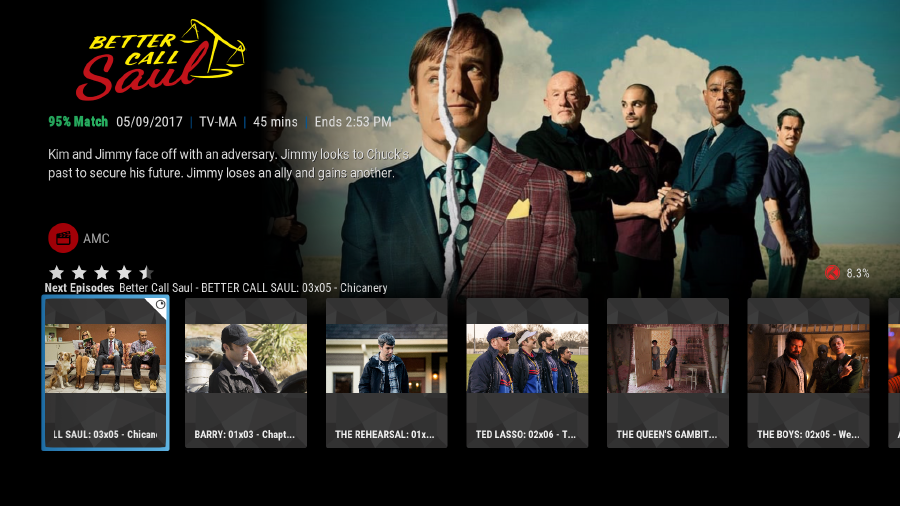 BETTER
CALL
Saul
95% Match 05/09/2017 | TV-MA | 45 mins | Ends 2:53 PM
Kim and Jimmy face off with an adversary. Jimmy looks to Chuck's
past to secure his future. Jimmy loses an ally and gains another.
AMC
8.3%
Next Episodes Better Call Saul - BETTER CALL SAUL: 03x05 - Chicanery
LL SAUL: 03x05 - Chican
BARRY: 01x03 - Chapt...
THE REHEARSAL: 01x...
TED LASSO: 02x06 - T...
THE QUEEN'S GAMBIT...
THE BOYS: 02x05 - We...